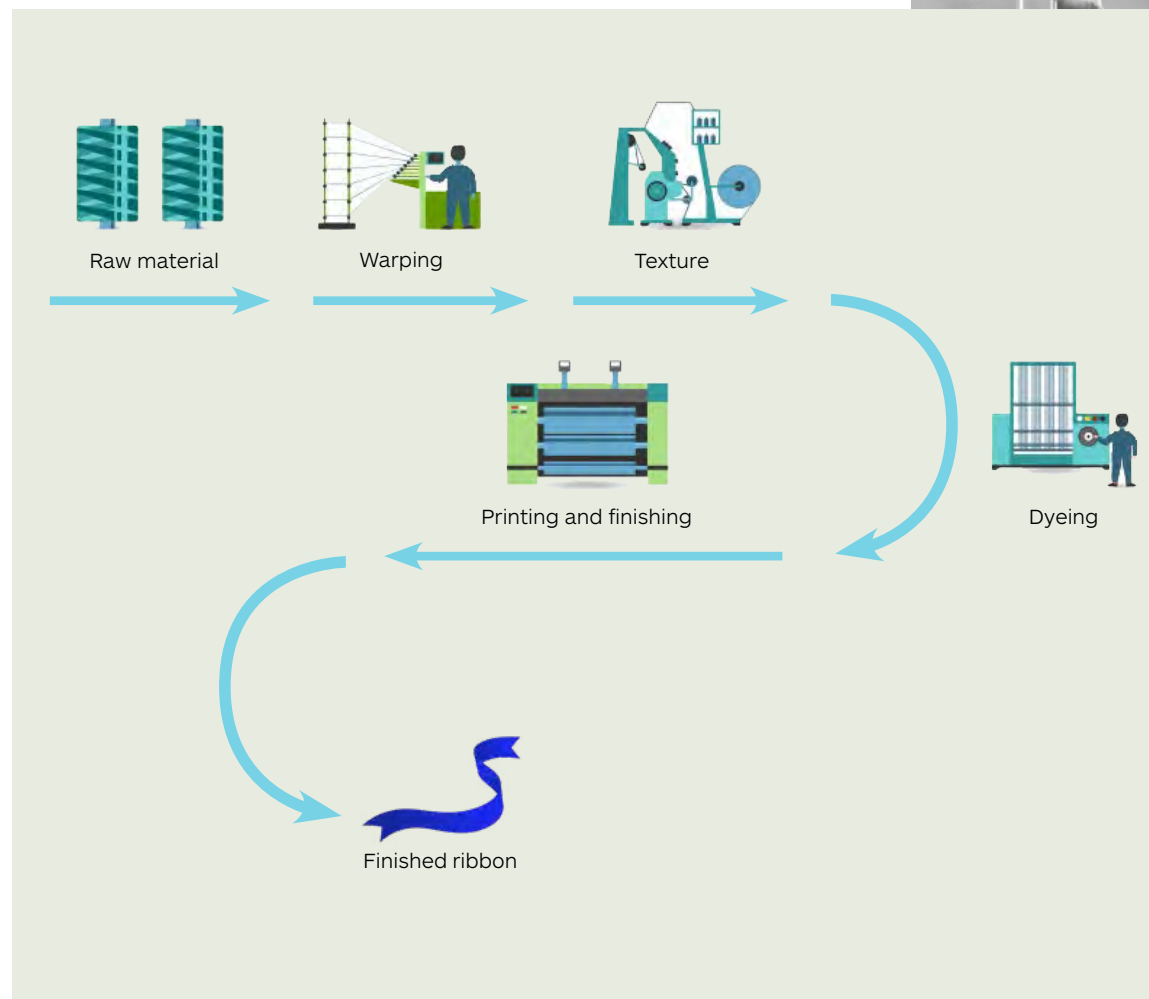 Raw material
Warping
Texture
Dyeing
Printing and finishing
Finished ribbon